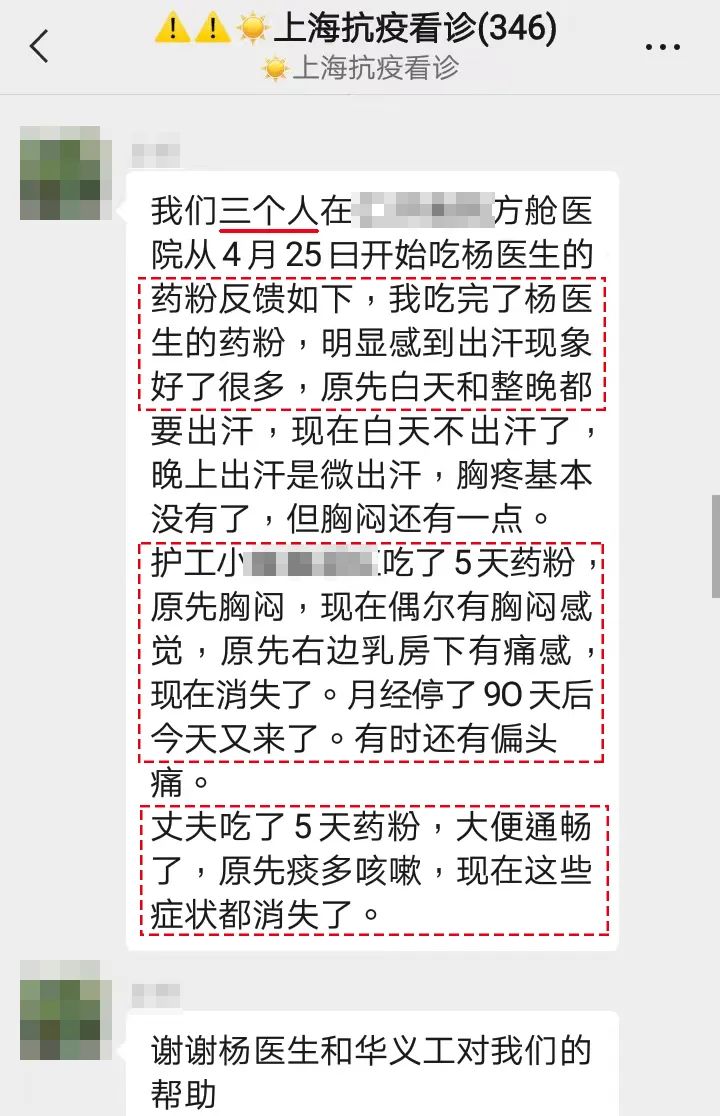 ⚠️⚠️☀️上海抗疫看诊(346)
☀️上海抗疫看诊
我们三个人在方舱医
院从4月25日开始吃杨医生的
药粉反馈如下，我吃完了杨医
生的药粉，明显感到出汗现象
好了很多，原先白天和整晚都
要出汗，现在白天不出汗了，
晚上出汗是微出汗，胸疼基本
没有了，但胸闷还有一点。
护工小吃了5天药粉，
原先胸闷，现在偶尔有胸闷感
觉，原先右边乳房下有痛感，
现在消失了。月经停了90天后
今天又来了。有时还有偏头
痛。
丈夫吃了5天药粉，大便通畅
了，原先痰多咳嗽，现在这些
症状都消失了。
谢谢杨医生和华义工对我们的
帮助